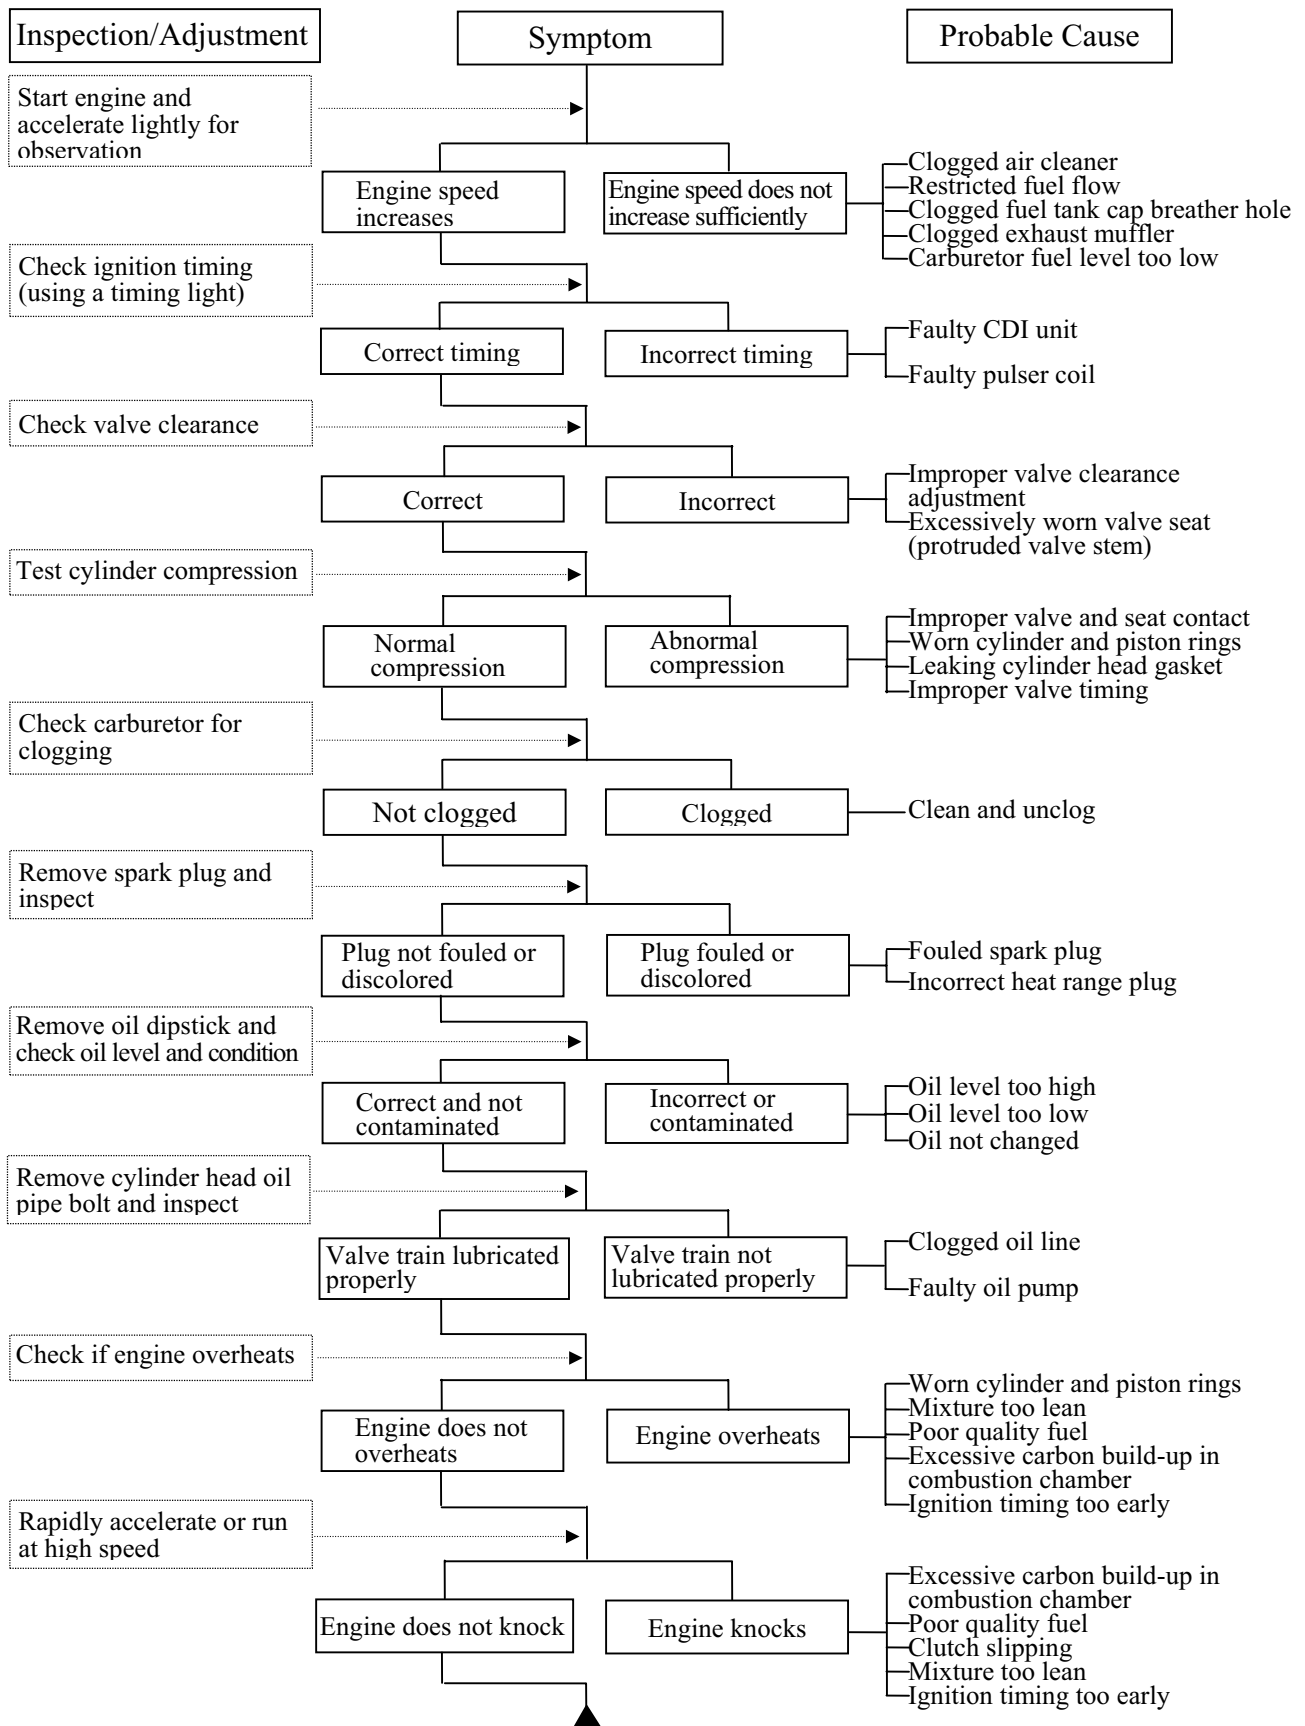 Inspection/Adjustment
Symptom
Probable Cause
Start engine and
accelerate lightly for
observation
Engine speed
increases
Engine speed does not
increase sufficiently
Clogged air cleaner
Restricted fuel flow
Clogged fuel tank cap breather hole
Clogged exhaust muffler
Carburetor fuel level too low
Check ignition timing
(using a timing light)
Correct timing
Incorrect timing
Faulty CDI unit
Faulty pulser coil
Check valve clearance
Correct
Incorrect
Improper valve clearance
adjustment
Excessively worn valve seat
(protruded valve stem)
Test cylinder compression
Normal
compression
Abnormal
compression
Improper valve and seat contact
Worn cylinder and piston rings
Leaking cylinder head gasket
Improper valve timing
Check carburetor for
clogging
Not clogged
Clogged
Clean and unclog
Remove spark plug and
inspect
Plug not fouled or
discolored
Plug fouled or
discolored
Fouled spark plug
Incorrect heat range plug
Remove oil dipstick and
check oil level and condition
Correct and not
contaminated
Incorrect or
contaminated
Oil level too high
Oil level too low
Oil not changed
Remove cylinder head oil
pipe bolt and inspect
Valve train lubricated
properly
Valve train not
lubricated properly
Clogged oil line
Faulty oil pump
Check if engine overheats
Engine does not
overheats
Engine overheats
Worn cylinder and piston rings
Mixture too lean
Poor quality fuel
Excessive carbon build-up in
combustion chamber
Ignition timing too early
Rapidly accelerate or run
at high speed
Engine does not knock
Engine knocks
Excessive carbon build-up in
combustion chamber
Poor quality fuel
Clutch slipping
Mixture too lean
Ignition timing too early